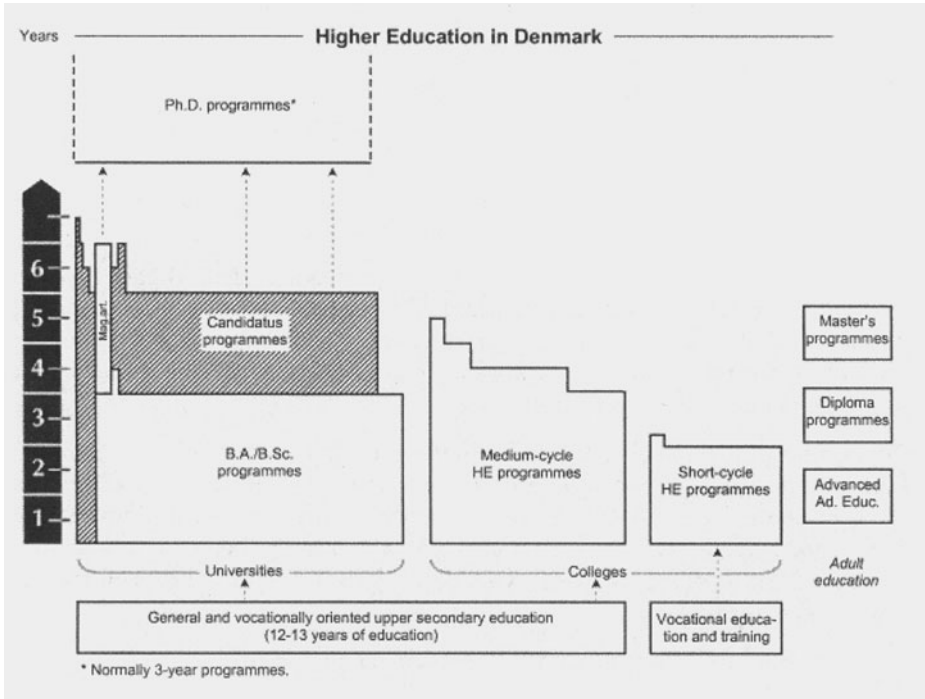 Years
Higher Education in Denmark
Ph.D. programmes*
6
5
4
3
2
1
Mag.art.
Candidatus
programmes
B.A./B.Sc.
programmes
Medium-cycle
HE programmes
Short-cycle
HE programmes
Master's
programmes
Diploma
programmes
Advanced
Ad. Educ.
Adult
education
Universities
Colleges
General and vocationally oriented upper secondary education
(12-13 years of education)
Vocational educa-
tion and training
* Normally 3-year programmes.